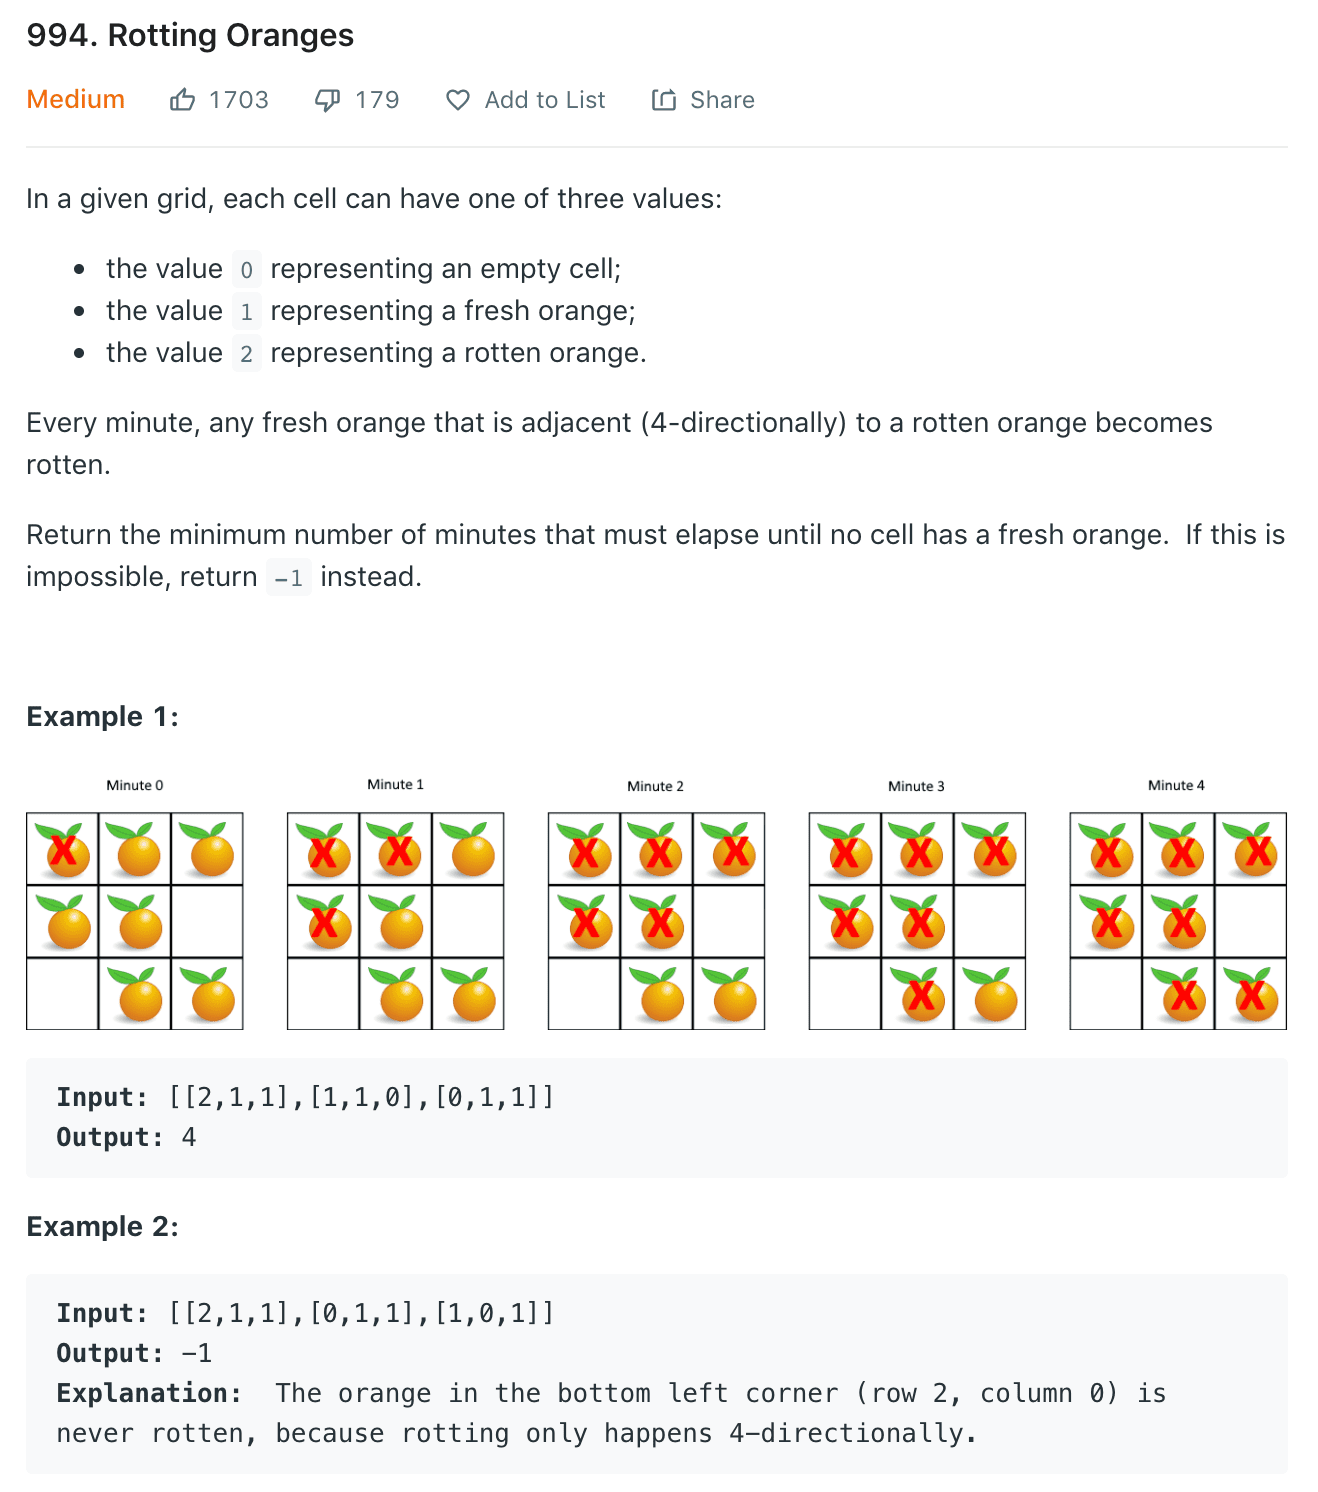 994. Rotting Oranges
Medium 1703 179 Add to List Share
In a given grid, each cell can have one of three values:
• the value 0 representing an empty cell;
• the value 1 representing a fresh orange;
• the value 2 representing a rotten orange.
Every minute, any fresh orange that is adjacent (4-directionally) to a rotten orange becomes
rotten.
Return the minimum number of minutes that must elapse until no cell has a fresh orange.  If this is
impossible, return -1 instead.
Example 1:
Minute 0 Minute 1 Minute 2 Minute 3 Minute 4
X X X X X X X X X X
X X X X X X X
X X X
Input: [[2,1,1],[1,1,0],[0,1,1]]
Output: 4
Example 2:
Input: [[2,1,1],[0,1,1],[1,0,1]]
Output: -1
Explanation:  The orange in the bottom left corner (row 2, column 0) is
never rotten, because rotting only happens 4-directionally.